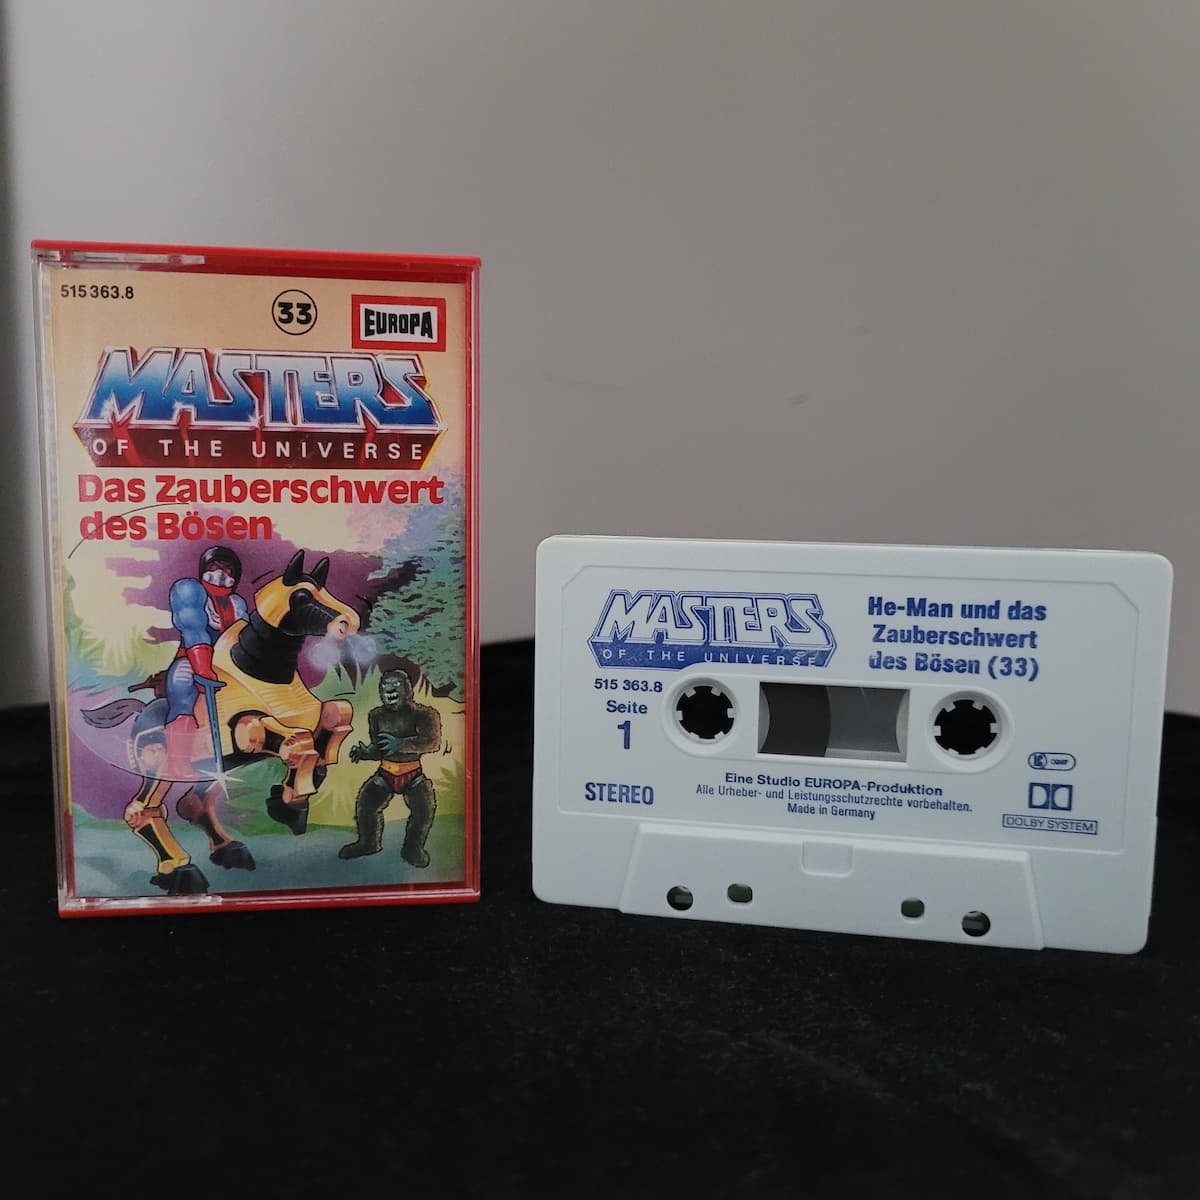 515 363.8
33
EUROPA
MASTERS
OF THE UNIVERSE
Das Zauberschwert
des Bösen
MASTERS
OF THE UNIVERSE
He-Man und das
Zauberschwert
des Bösen (33)
515 363.8
Seite
1
STEREO
Eine Studio EUROPA-Produktion
Alle Urheber- und Leistungsschutzrechte vorbehalten.
Made in Germany
DOLBY SYSTEM